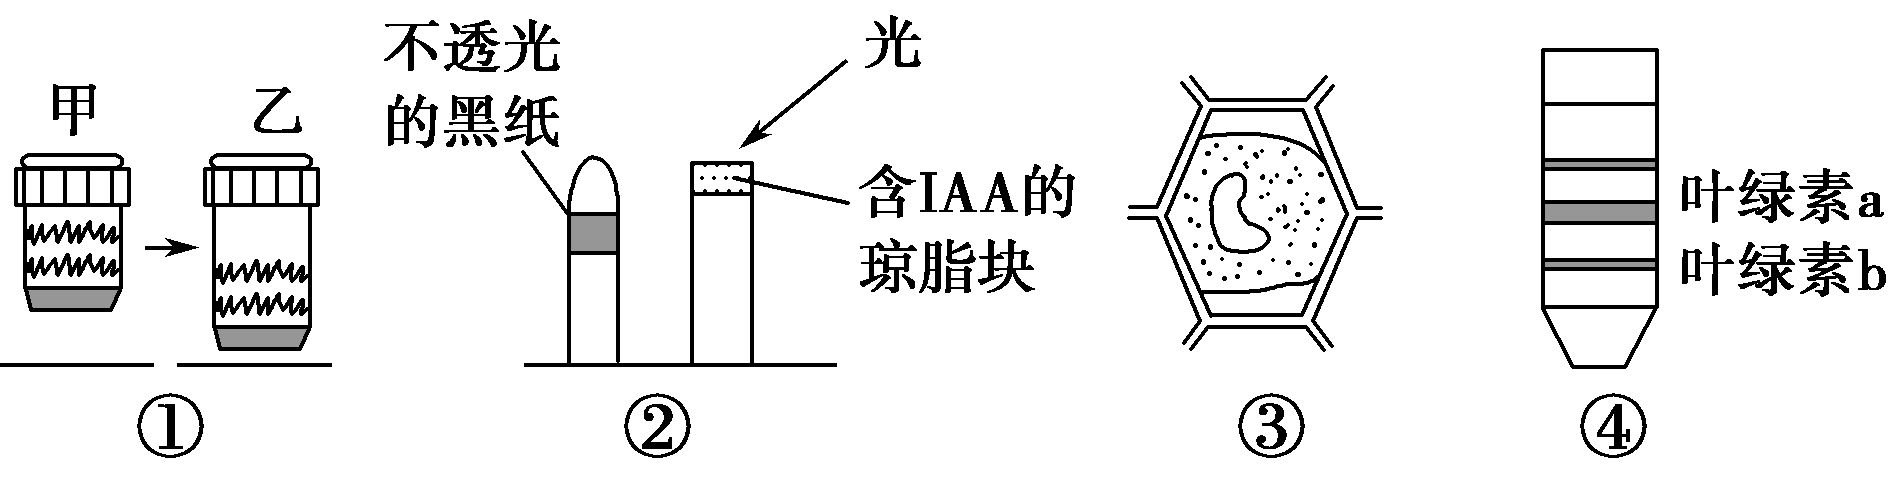 甲
乙
①
不透光
的黑纸
光
含IAA的
琼脂块
②
③
叶绿素a
叶绿素b
④